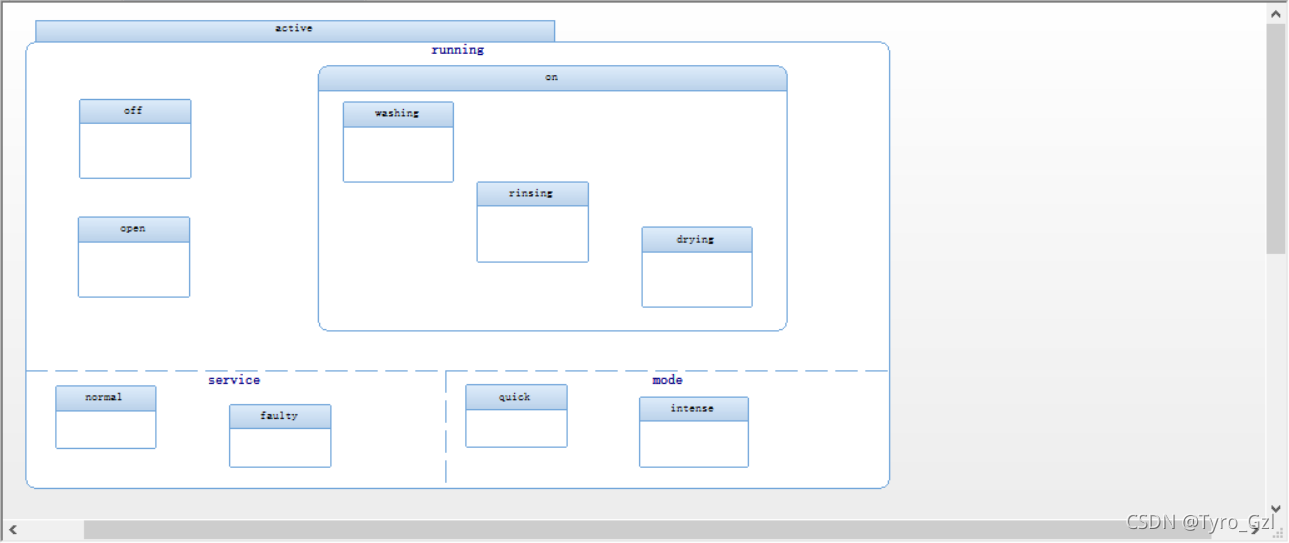 active
running
on
off
washing
rinsing
open
drying
service
mode
normal
faulty
quick
intense
CSDN @Tyro_Gzl